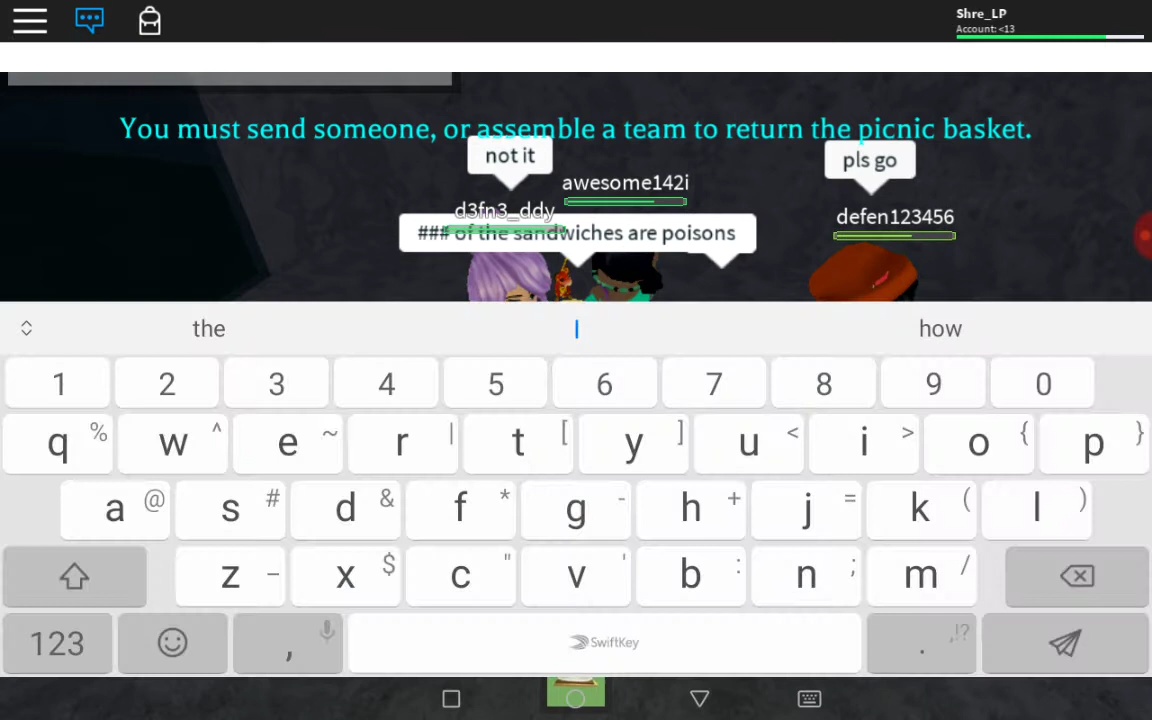 Shre_LP
Account: <13
You must send someone, or assemble a team to return the picnic basket.
not it
pls go
awesome142i
d3fn3_ddy
defen123456
### of the sandwiches are poisons
the
I
how
1 2 3 4 5 6 7 8 9 0
q % w ^ e ~ r | t [ y ] u < i > o { p }
a @ s # d & f * g - h + j = k ( l )
z _ x $ c " v ' b : n ; m /
123 , SwiftKey . ,!?